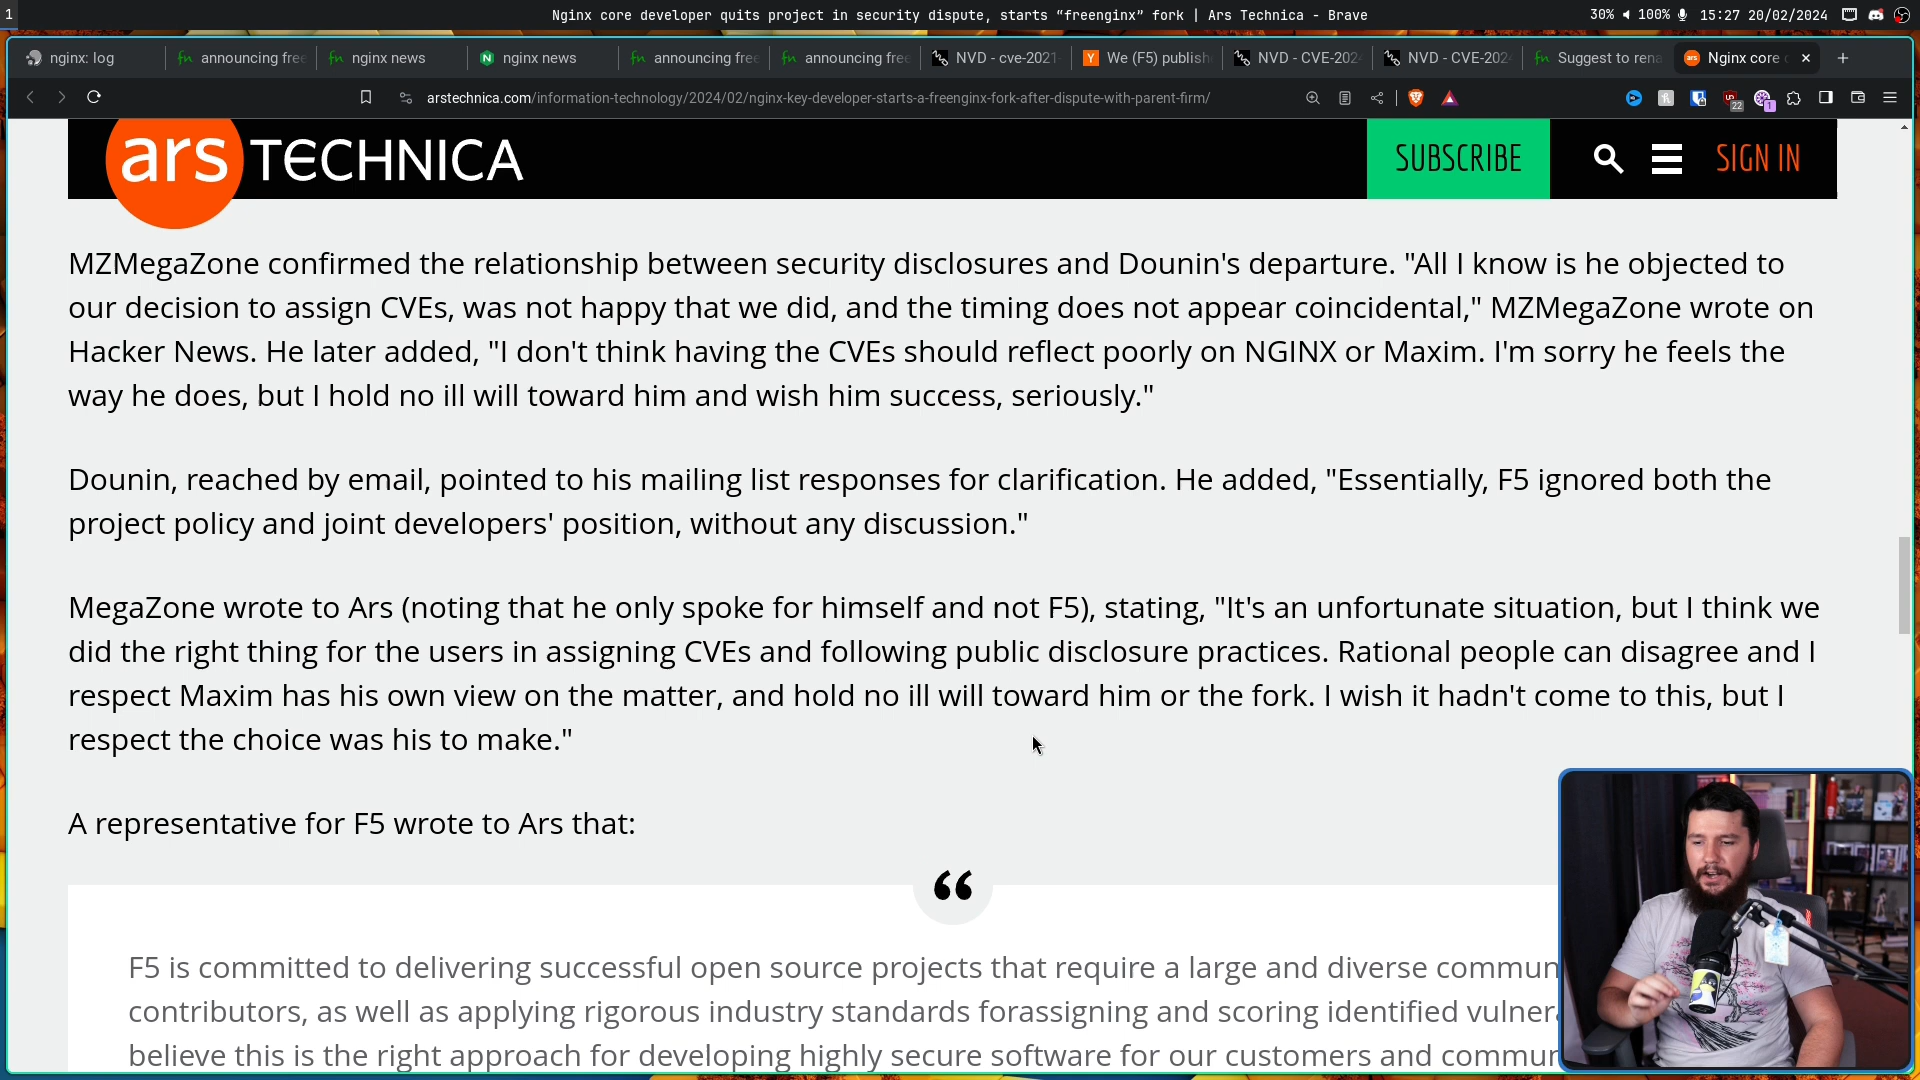 1
Nginx core developer quits project in security dispute, starts “freenginx” fork | Ars Technica - Brave
30% 100% 15:27 20/02/2024
nginx: log
announcing free
nginx news
nginx news
announcing free
announcing free
NVD - cve-2021-
We (F5) publish
NVD - CVE-2024
NVD - CVE-2024
Suggest to rena
Nginx core
arstechnica.com/information-technology/2024/02/nginx-key-developer-starts-a-freenginx-fork-after-dispute-with-parent-firm/
22
1
ars TECHNICA
SUBSCRIBE
SIGN IN
MZMegaZone confirmed the relationship between security disclosures and Dounin's departure. "All I know is he objected to
our decision to assign CVEs, was not happy that we did, and the timing does not appear coincidental," MZMegaZone wrote on
Hacker News. He later added, "I don't think having the CVEs should reflect poorly on NGINX or Maxim. I'm sorry he feels the
way he does, but I hold no ill will toward him and wish him success, seriously."
Dounin, reached by email, pointed to his mailing list responses for clarification. He added, "Essentially, F5 ignored both the
project policy and joint developers' position, without any discussion."
MegaZone wrote to Ars (noting that he only spoke for himself and not F5), stating, "It's an unfortunate situation, but I think we
did the right thing for the users in assigning CVEs and following public disclosure practices. Rational people can disagree and I
respect Maxim has his own view on the matter, and hold no ill will toward him or the fork. I wish it hadn't come to this, but I
respect the choice was his to make."
A representative for F5 wrote to Ars that:
“
F5 is committed to delivering successful open source projects that require a large and diverse commun
contributors, as well as applying rigorous industry standards forassigning and scoring identified vulner
believe this is the right approach for developing highly secure software for our customers and commun